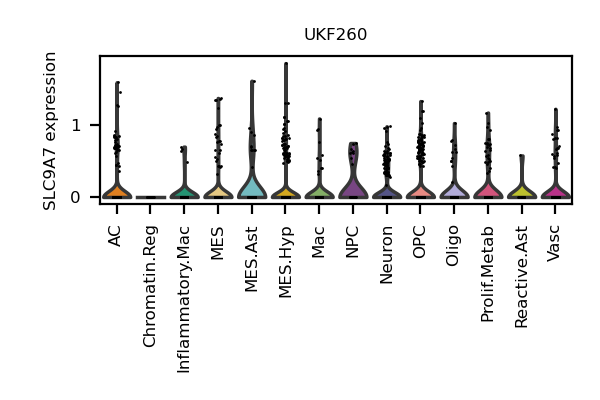 UKF260
SLC9A7 expression
1
0
AC
Chromatin.Reg
Inflammatory.Mac
MES
MES.Ast
MES.Hyp
Mac
NPC
Neuron
OPC
Oligo
Prolif.Metab
Reactive.Ast
Vasc